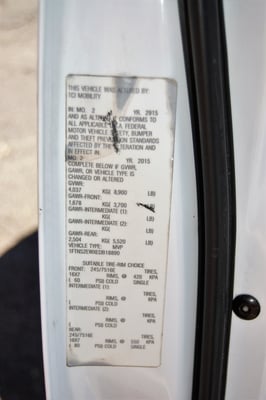 THIS VEHICLE WAS ALTERED BY:
TCI MOBILITY
IN: MO. 2 YR. 2015
AND AS ALTERED CONFORMS TO
ALL APPLICABLE U.S.A. FEDERAL
MOTOR VEHICLE SAFETY, BUMPER
AND THEFT PREVENTION STANDARDS
AFFECTED BY THE ALTERATION AND
IN EFFECT IN.
MO. 2 YR. 2015
COMPLETE BELOW IF GVWR,
GAWR, OR VEHICLE TYPE IS
CHANGED OR ALTERED
GVWR:
4,037 KG( 8,900 LB)
GAWR-FRONT:
1,678 KG( 3,700 LB)
GAWR-INTERMEDIATE (1):
KG( LB)
GAWR-INTERMEDIATE (2):
KG( LB)
GAWR-REAR:
2,504 KG( 5,520 LB)
VEHICLE TYPE: MVP
SUITABLE TIRE-RIM CHOICE
FRONT: 245/7516E TIRES,
16X7 RIMS, @ 420 KPA
( 60 PSI) COLD SINGLE
INTERMEDIATE (1): TIRES,
RIMS, @ KPA
( PSI) COLD
INTERMEDIATE (2): TIRES,
RIMS, @ KPA
( PSI) COLD
REAR:
245/7516E TIRES,
16X7 RIMS, @ 550 KPA
( 80 PSI) COLD SINGLE